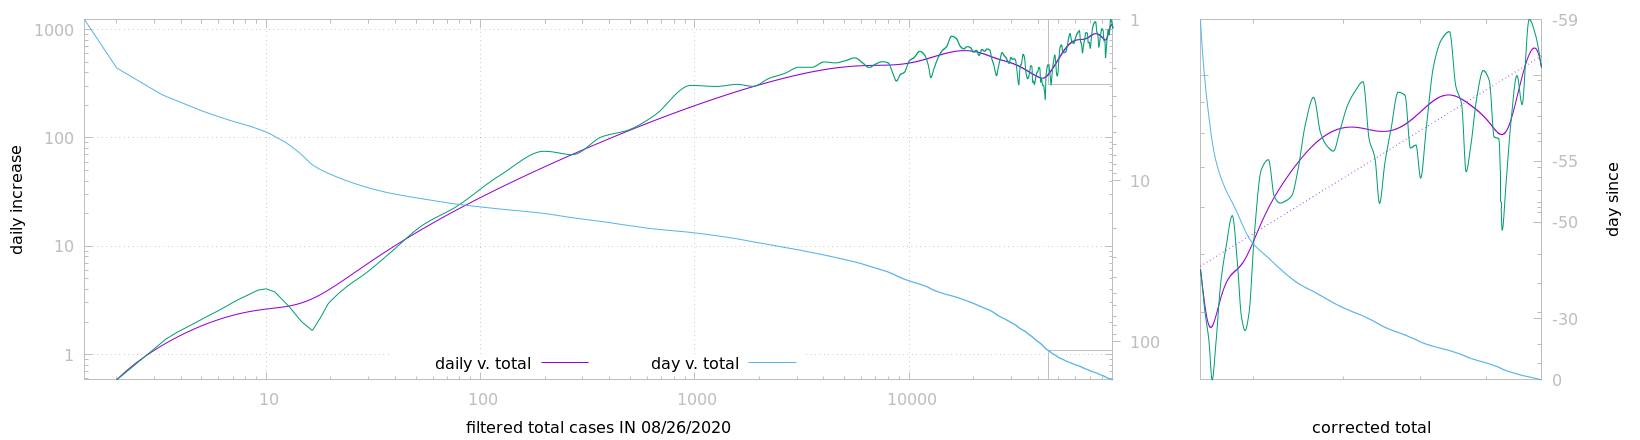 1000
100
10
1
daily increase
10
100
1000
10000
filtered total cases IN 08/26/2020
daily v. total
day v. total
1
10
100
-59
-55
-50
-30
0
day since
corrected total